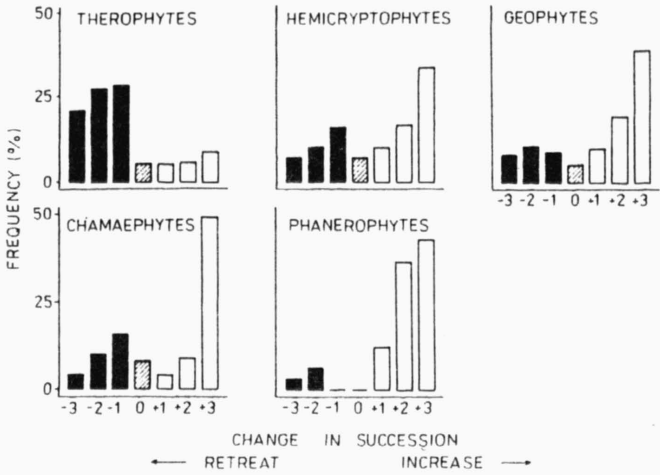 THEROPHYTES
HEMICRYPTOPHYTES
GEOPHYTES
50
25
0
-3 -2 -1 0 +1 +2 +3
CHAMAEPHYTES
PHANEROPHYTES
50
25
0
-3 -2 -1 0 +1 +2 +3
-3 -2 -1 0 +1 +2 +3
FREQUENCY (%)
CHANGE IN SUCCESSION
← RETREAT INCREASE →